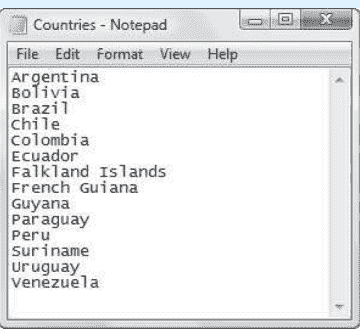 Countries - Notepad
File Edit Format View Help
Argentina
Bolivia
Brazil
Chile
Colombia
Ecuador
Falkland Islands
French Guiana
Guyana
Paraguay
Peru
Suriname
Uruguay
Venezuela